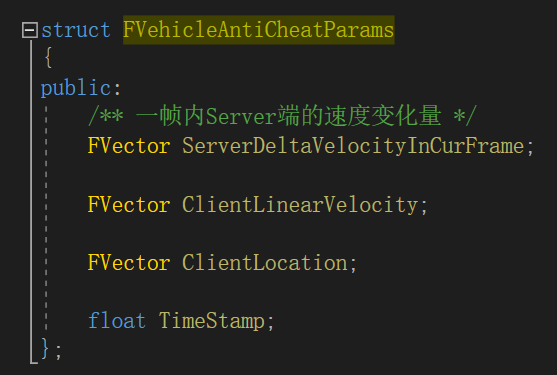 struct FVehicleAntiCheatParams
{
public:
/** 一帧内Server端的速度变化量 */
FVector ServerDeltaVelocityInCurFrame;
FVector ClientLinearVelocity;
FVector ClientLocation;
float TimeStamp;
};